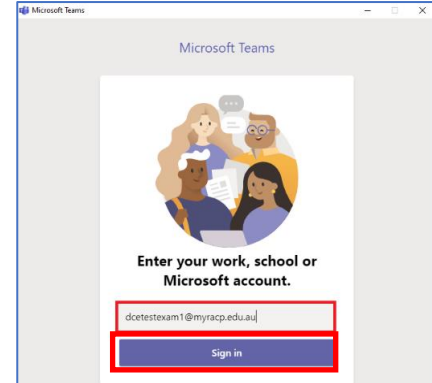 Microsoft Teams
Microsoft Teams
Enter your work, school or
Microsoft account.
dcetestexam1@myracp.edu.au
Sign in